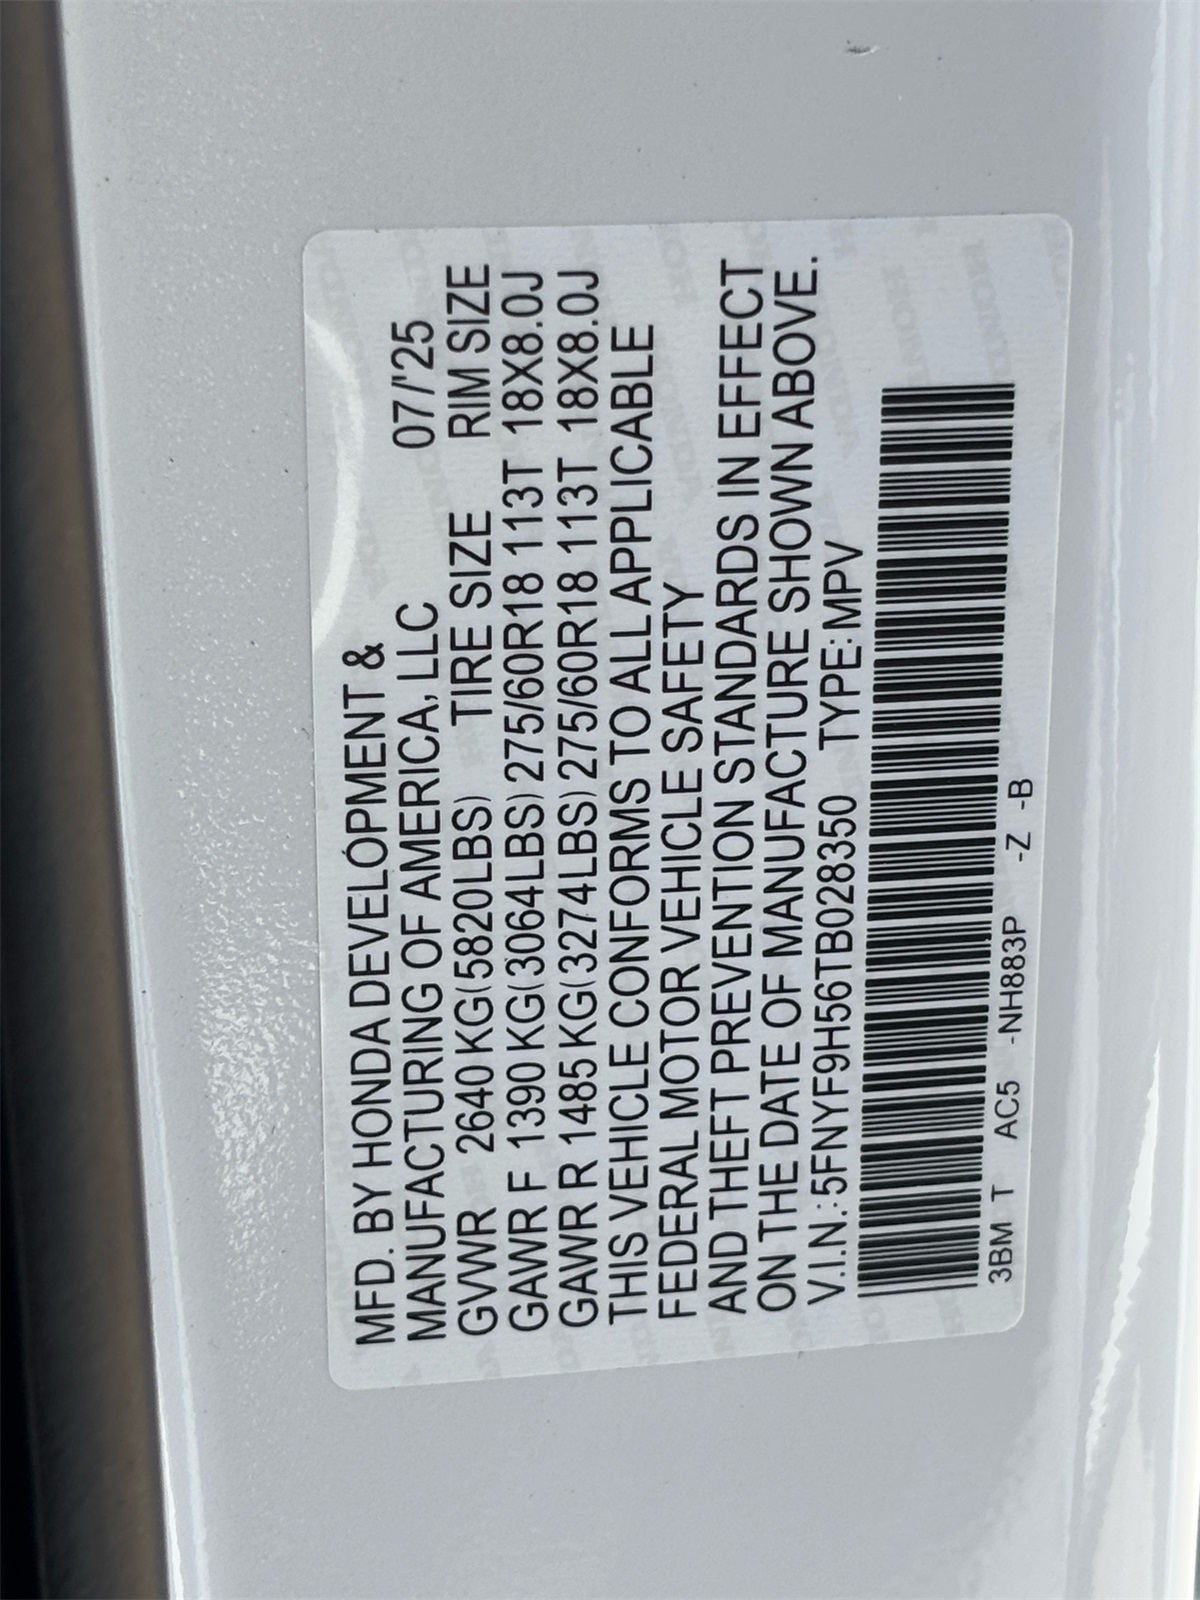 MFD. BY HONDA DEVELOPMENT &
MANUFACTURING OF AMERICA, LLC 07/'25
GVWR 2640 KG(5820LBS) TIRE SIZE RIM SIZE
GAWR F 1390 KG(3064LBS) 275/60R18 113T 18X8.0J
GAWR R 1485 KG(3274LBS) 275/60R18 113T 18X8.0J
THIS VEHICLE CONFORMS TO ALL APPLICABLE
FEDERAL MOTOR VEHICLE SAFETY
AND THEFT PREVENTION STANDARDS IN EFFECT
ON THE DATE OF MANUFACTURE SHOWN ABOVE.
V.I.N.:5FNYF9H56TB028350 TYPE:MPV
3BM T AC5 -NH883P -Z -B